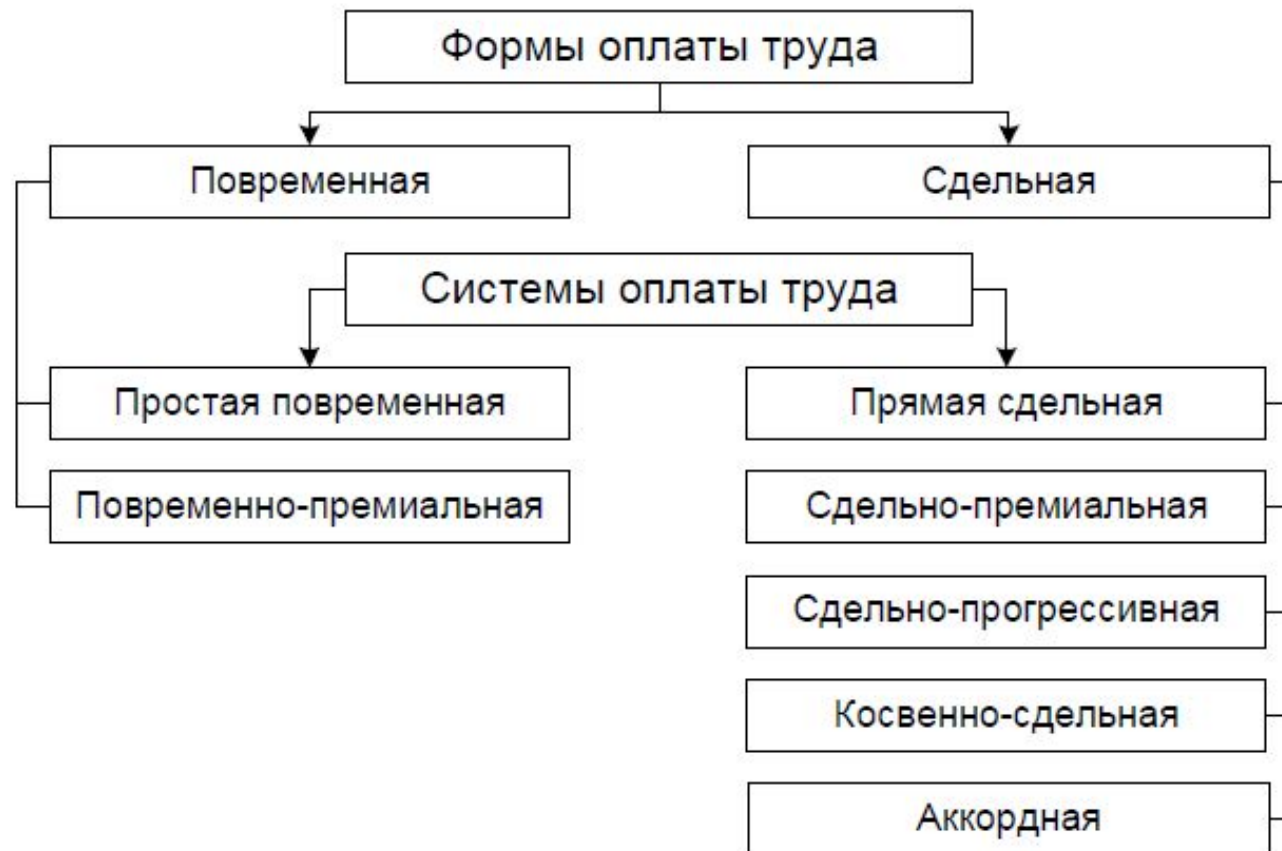 Формы оплаты труда
Повременная
Сдельная
Системы оплаты труда
Простая повременная
Прямая сдельная
Повременно-премиальная
Сдельно-премиальная
Сдельно-прогрессивная
Косвенно-сдельная
Аккордная